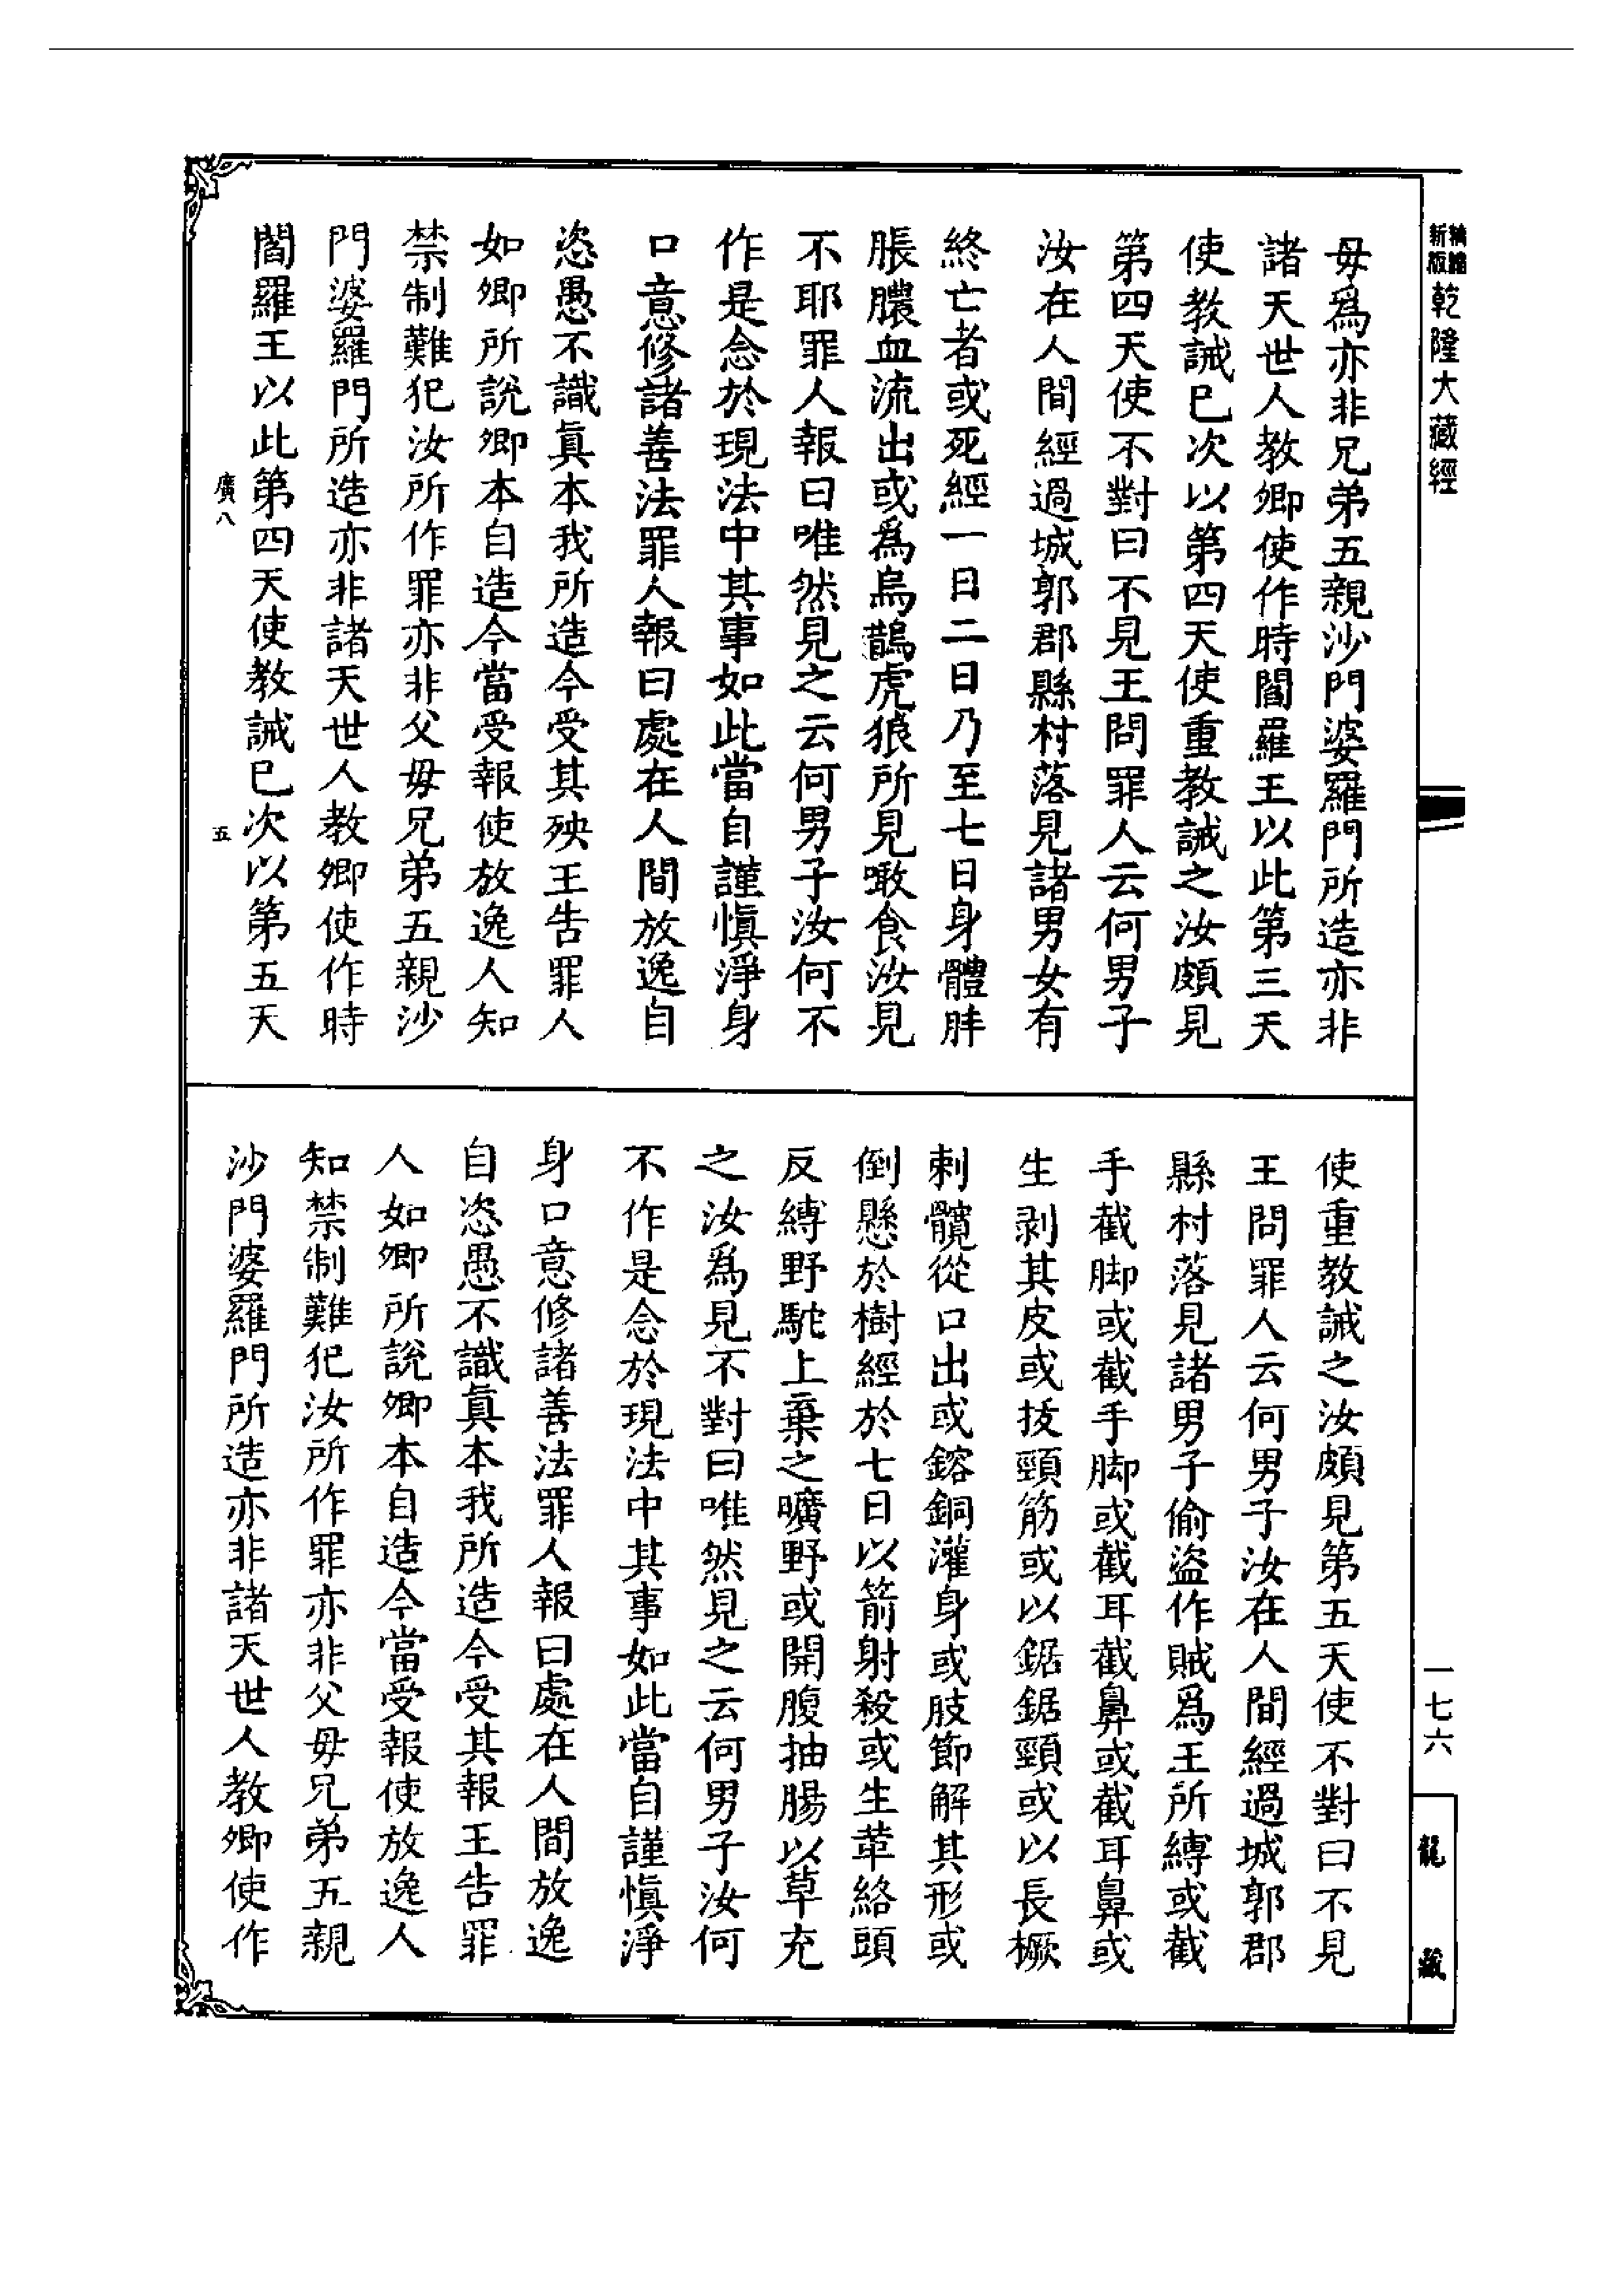 新版
乾隆大藏經
母爲亦非兄弟五親沙門婆羅門所造亦非
諸天世人教卿使作時閻羅王以此第三天
使教誡已次以第四天使重教誡之汝頗見
第四天使不對曰不見王問罪人云何男子
汝在人間經過城郭郡縣村落見諸男女有
終亡者或死經一日二日乃至七日身體胮
脹膿血流出或爲烏鵲虎狼所見噉食汝見
不耶罪人報曰唯然見之云何男子汝何不
作是念於現法中其事如此當自謹慎淨身
口意修諸善法罪人報曰處在人間放逸自
恣愚不識真本我所造今受其殃王告罪人
如卿所説卿本自造今當受報使放逸人知
禁制難犯汝所作罪亦非父母兄弟五親沙
門婆羅門所造亦非諸天世人教卿使作時
閻羅王以此第四天使教誡已次以第五天
廣八
五
使重教誡之汝頗見第五天使不對曰不見
王問罪人云何男子汝在人間經過城郭郡
縣村落見諸男子偷盜作賊爲王所縛或截
手截脚或截手脚或截耳截鼻或截耳鼻或
生剥其皮或拔頸筋或以鋸鋸頸或以長橛
刺髖從口出或鎔銅灌身或肢節解其形或
倒懸於樹經於七日以箭射殺或生革絡頭
反縛野駝上棄之曠野或開腹抽腸以草充
之汝爲見不對曰唯然見之云何男子汝何
不作是念於現法中其事如此當自謹慎淨
身口意修諸善法罪人報曰處在人間放逸
自恣愚不識真本我所造今受其報王告罪
人如卿所説卿本自造今當受報使放逸人
知禁制難犯汝所作罪亦非父母兄弟五親
沙門婆羅門所造亦非諸天世人教卿使作
一七六
龍藏